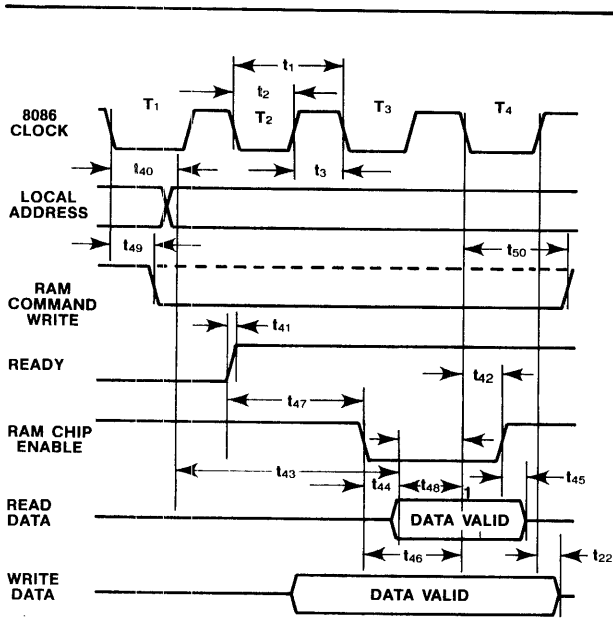 t1
T1
t2
T2
T3
T4
8086
CLOCK
t40
t3
LOCAL
ADDRESS
t49
t50
RAM
COMMAND
WRITE
t41
READY
t42
t47
RAM CHIP
ENABLE
t43
t44
t48
1
t45
READ
DATA
DATA VALID
t46
t22
WRITE
DATA
DATA VALID